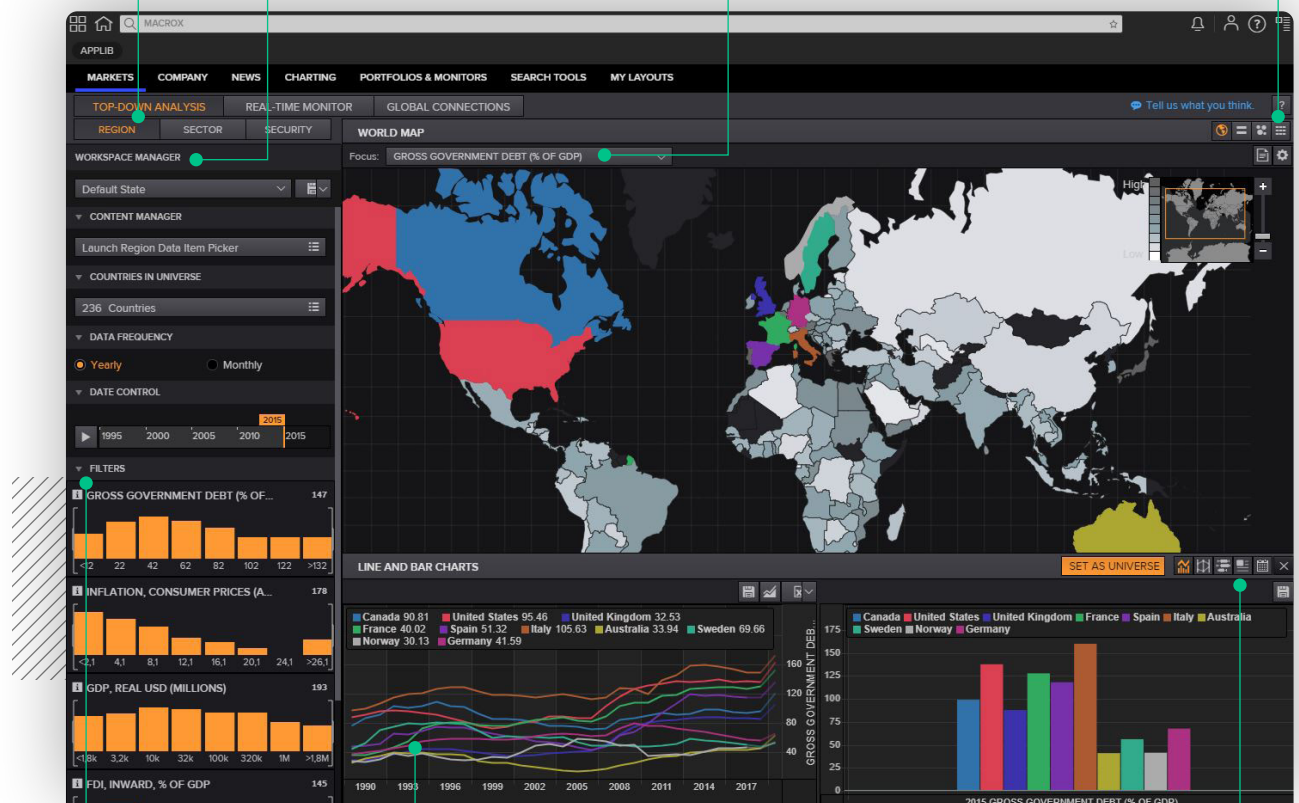 MACROX
APPLIB
MARKETS COMPANY NEWS CHARTING PORTFOLIOS & MONITORS SEARCH TOOLS MY LAYOUTS
TOP-DOWN ANALYSIS REAL-TIME MONITOR GLOBAL CONNECTIONS Tell us what you think. ?
REGION SECTOR SECURITY
WORKSPACE MANAGER
Default State
CONTENT MANAGER
Launch Region Data Item Picker
COUNTRIES IN UNIVERSE
236 Countries
DATA FREQUENCY
Yearly Monthly
DATE CONTROL
2015
1995 2000 2005 2010 2015
FILTERS
GROSS GOVERNMENT DEBT (% OF... 147
<2 22 42 62 82 102 122 >132
INFLATION, CONSUMER PRICES (A... 178
<2,1 4,1 8,1 12,1 16,1 20,1 24,1 >26,1
GDP, REAL USD (MILLIONS) 193
<1,8k 3,2k 10k 32k 100k 320k 1M >1,8M
FDI, INWARD, % OF GDP 145
WORLD MAP
Focus: GROSS GOVERNMENT DEBT (% OF GDP)
High
Low
LINE AND BAR CHARTS
SET AS UNIVERSE
Canada 90.81 United States 95.46 United Kingdom 32.53
France 40.02 Spain 51.32 Italy 105.63 Australia 33.94 Sweden 69.66
Norway 30.13 Germany 41.59
160
120
80
40
1990 1993 1996 1999 2002 2005 2008 2011 2014 2017
GROSS GOVERNMENT DEB...
Canada United States United Kingdom France Spain Italy Australia
Sweden Norway Germany
175
150
125
100
75
50
25
0
2015 GROSS GOVERNMENT DEBT (% OF GDP)